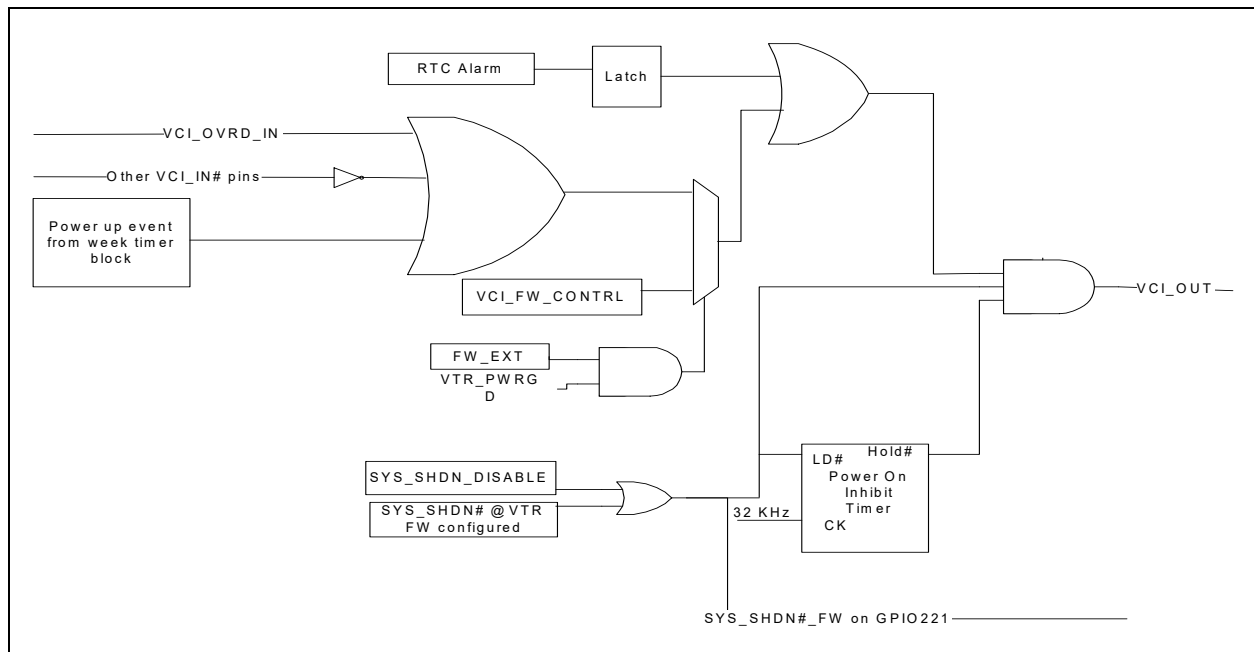 RTC Alarm
Latch
VCI_OVRD_IN
Other VCI_IN# pins
Power up event
from week timer
block
VCI_FW_CONTRL
VCI_OUT
FW_EXT
VTR_PWRG
D
SYS_SHDN_DISABLE
SYS_SHDN# @VTR
FW configured
LD#
Hold#
Power On
Inhibit
Timer
32 KHz
CK
SYS_SHDN#_FW on GPIO221